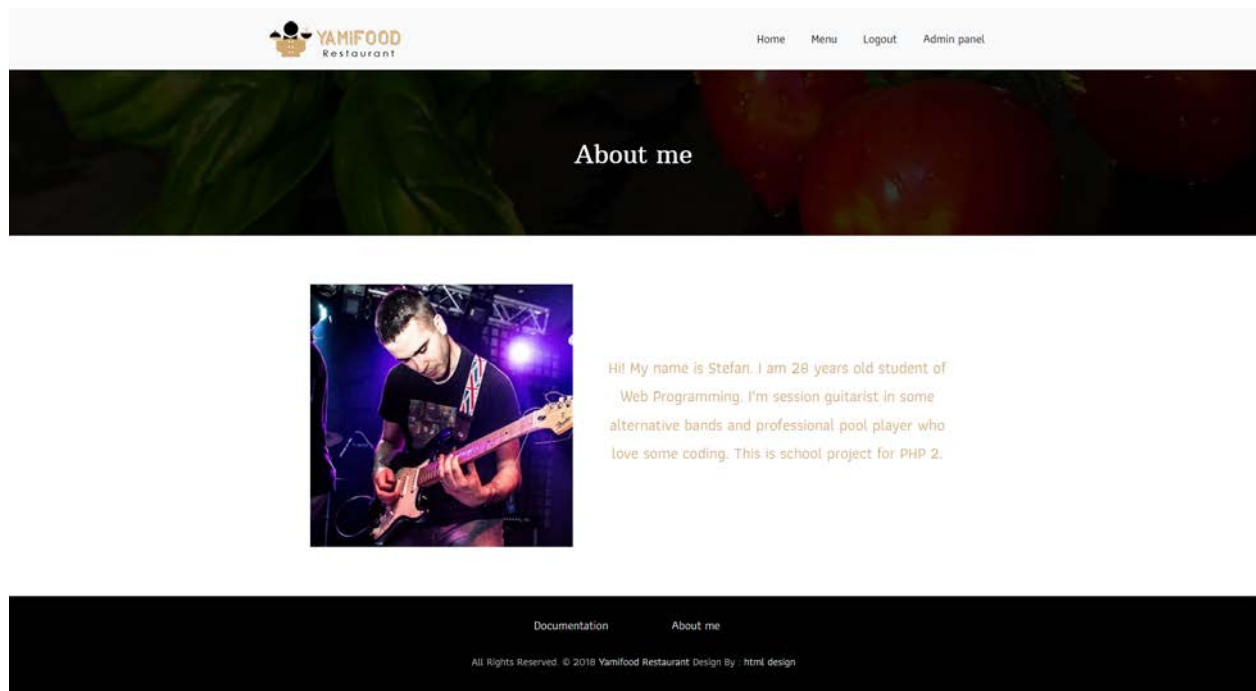 YAMIFOOD
Restaurant
Home Menu Logout Admin panel
About me
Hi! My name is Stefan. I am 28 years old student of
Web Programming. I'm session guitarist in some
alternative bands and professional pool player who
love some coding. This is school project for PHP 2.
Documentation About me
All Rights Reserved. © 2018 Yamifood Restaurant Design By : html design